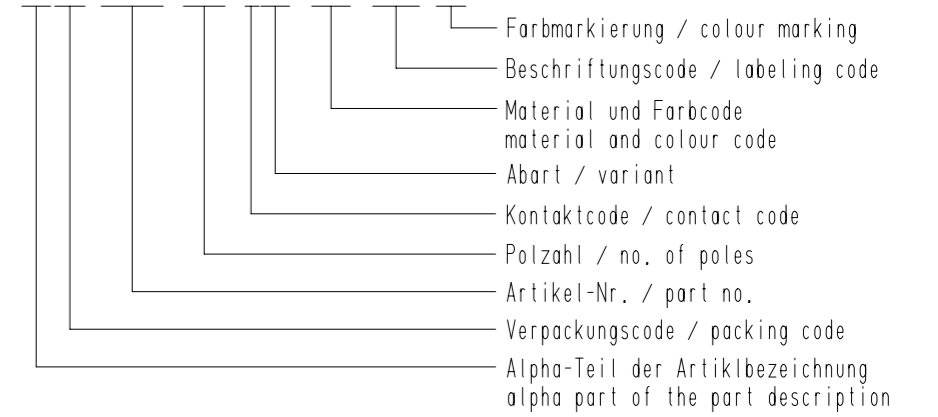 Farbmarkierung / colour marking
Beschriftungscode / labeling code
Material und Farbcode
material and colour code
Abart / variant
Kontaktcode / contact code
Polzahl / no. of poles
Artikel-Nr. / part no.
Verpackungscode / packing code
Alpha-Teil der Artiklbezeichnung
alpha part of the part description